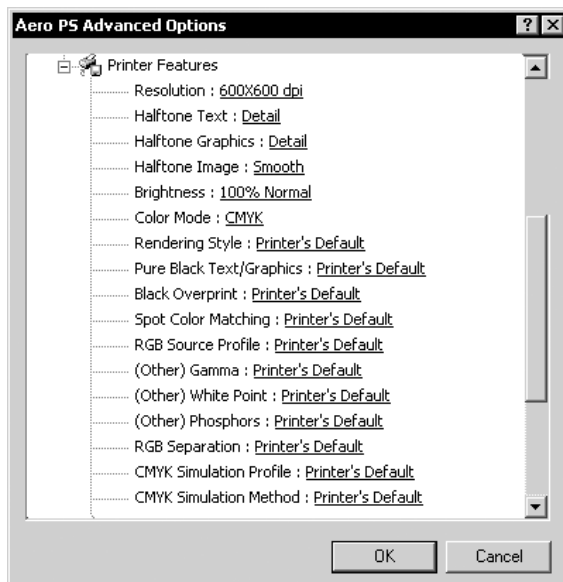 Aero PS Advanced Options
Printer Features
Resolution : 600X600 dpi
Halftone Text : Detail
Halftone Graphics : Detail
Halftone Image : Smooth
Brightness : 100% Normal
Color Mode : CMYK
Rendering Style : Printer's Default
Pure Black Text/Graphics : Printer's Default
Black Overprint : Printer's Default
Spot Color Matching : Printer's Default
RGB Source Profile : Printer's Default
(Other) Gamma : Printer's Default
(Other) White Point : Printer's Default
(Other) Phosphors : Printer's Default
RGB Separation : Printer's Default
CMYK Simulation Profile : Printer's Default
CMYK Simulation Method : Printer's Default
OK Cancel